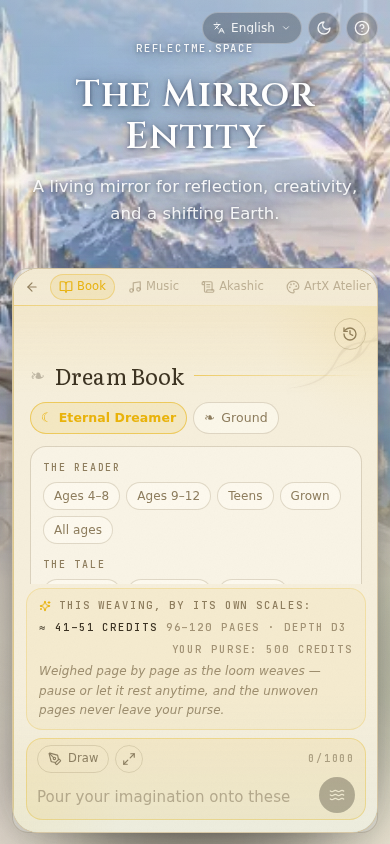 English
REFLECTME.SPACE
THE MIRROR
ENTITY
A living mirror for reflection, creativity,
and a shifting Earth.
Book Music Akashic ArtX Atelier
Dream Book
Eternal Dreamer Ground
THE READER
Ages 4–8 Ages 9–12 Teens Grown
All ages
THE TALE
THIS WEAVING, BY ITS OWN SCALES:
≈ 41–51 CREDITS 96–120 PAGES · DEPTH D3
YOUR PURSE: 500 CREDITS
Weighed page by page as the loom weaves —
pause or let it rest anytime, and the unwoven
pages never leave your purse.
Draw 0/1000
Pour your imagination onto these